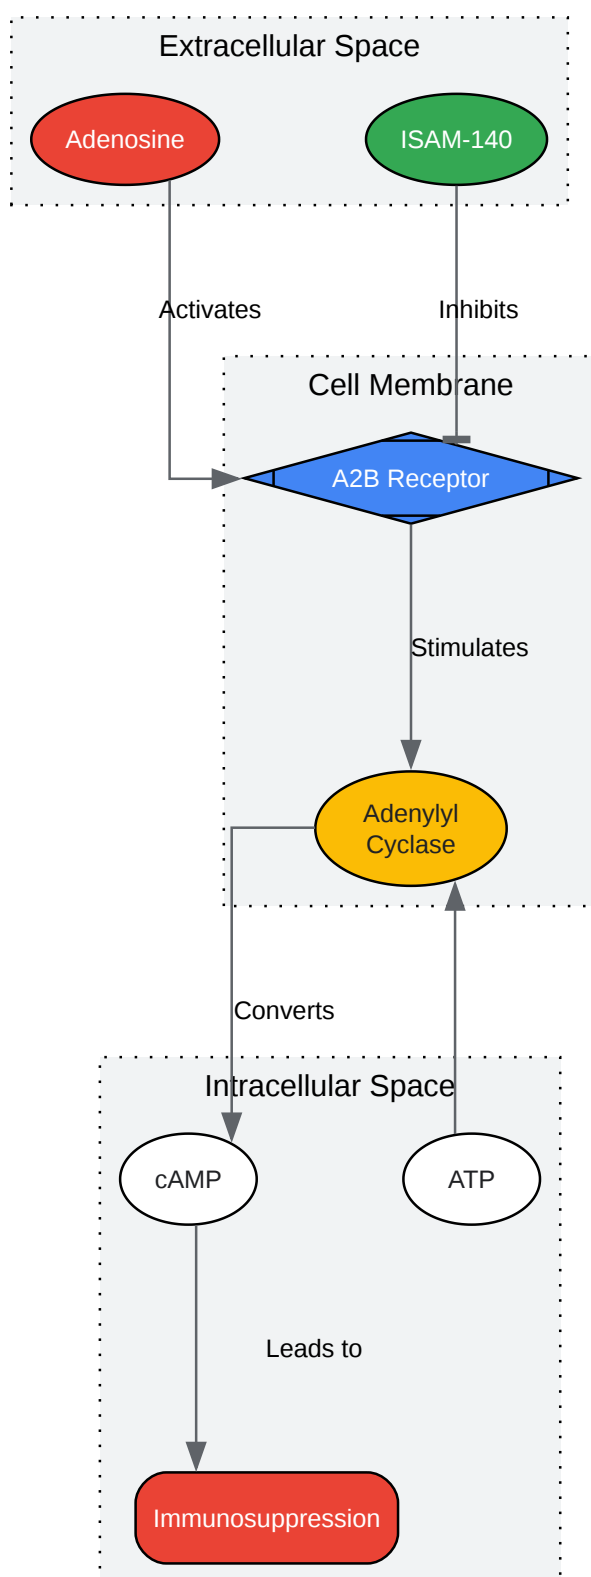 Extracellular Space
Adenosine
ISAM-140
Activates
Inhibits
Cell Membrane
A2B Receptor
Stimulates
Adenylyl
Cyclase
Converts
Intracellular Space
cAMP
ATP
Leads to
Immunosuppression